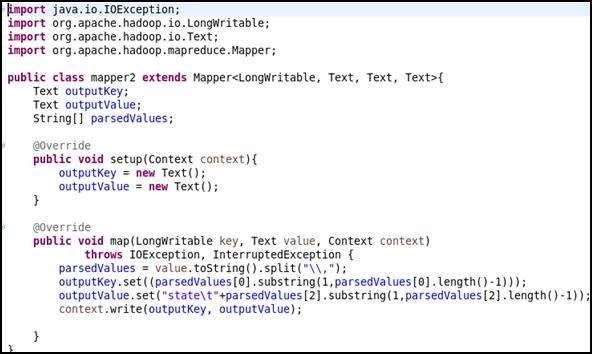 import java.io.IOException;
import org.apache.hadoop.io.LongWritable;
import org.apache.hadoop.io.Text;
import org.apache.hadoop.mapreduce.Mapper;

public class mapper2 extends Mapper<LongWritable, Text, Text, Text>{
    Text outputKey;
    Text outputValue;
    String[] parsedValues;

    @Override
    public void setup(Context context){
        outputKey = new Text();
        outputValue = new Text();
    }

    @Override
    public void map(LongWritable key, Text value, Context context)
            throws IOException, InterruptedException {
        parsedValues = value.toString().split("\\,");
        outputKey.set((parsedValues[0].substring(1,parsedValues[0].length()-1)));
        outputValue.set("state\t"+parsedValues[2].substring(1,parsedValues[2].length()-1));
        context.write(outputKey, outputValue);

    }
}